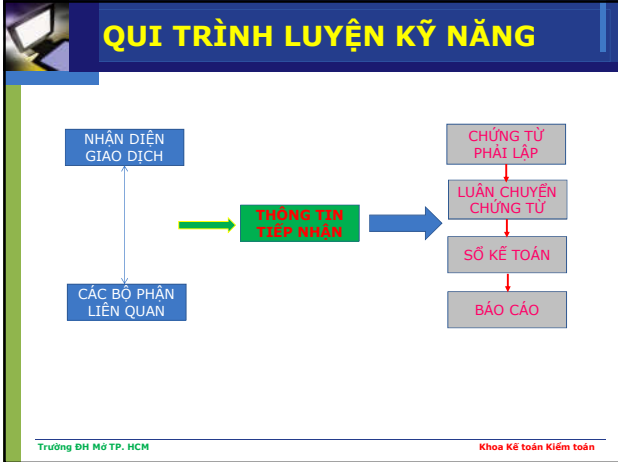 QUI TRÌNH LUYỆN KỸ NĂNG
NHẬN DIỆN
GIAO DỊCH
CÁC BỘ PHẬN
LIÊN QUAN
THÔNG TIN
TIẾP NHẬN
CHỨNG TỪ
PHẢI LẬP
LUÂN CHUYỂN
CHỨNG TỪ
SỔ KẾ TOÁN
BÁO CÁO
Trường ĐH Mở TP. HCM
Khoa Kế toán Kiểm toán